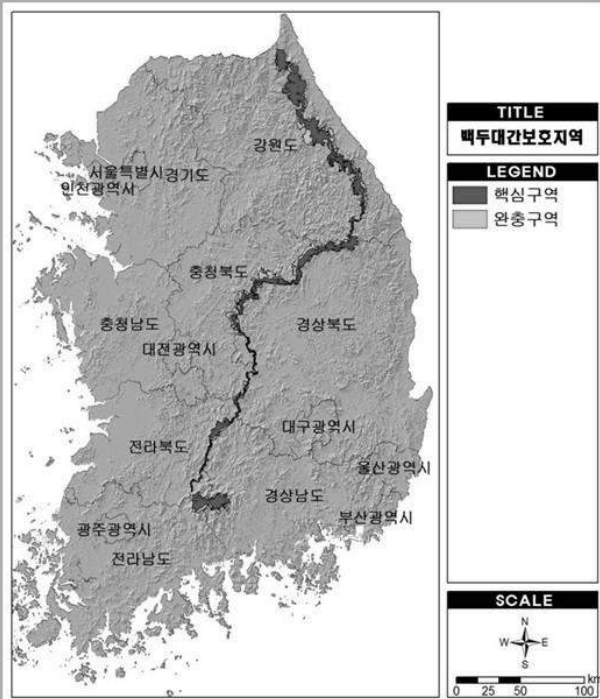 강원도
서울특별시 경기도
인천광역시
충청북도
충청남도
경상북도
대전광역시
대구광역시
전라북도
울산광역시
경상남도
부산광역시
광주광역시
전라남도
TITLE
백두대간보호지역
LEGEND
핵심구역
완충구역
SCALE
N
W E
S
km
0 25 50 100